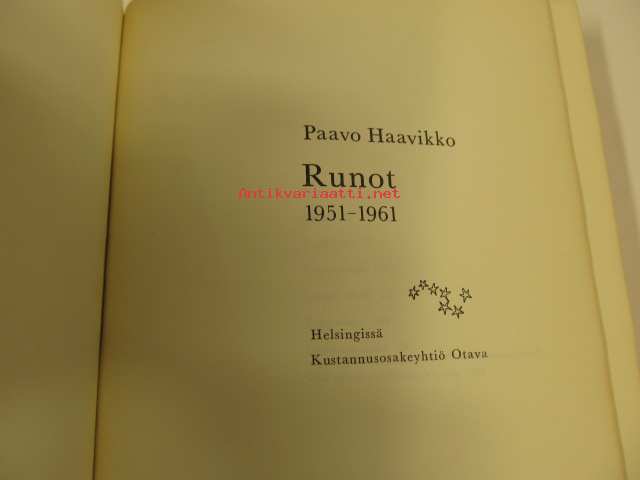 Paavo Haavikko
Runot
Antikvariaatti.net
1951-1961
Helsingissä
Kustannusosakeyhtiö Otava